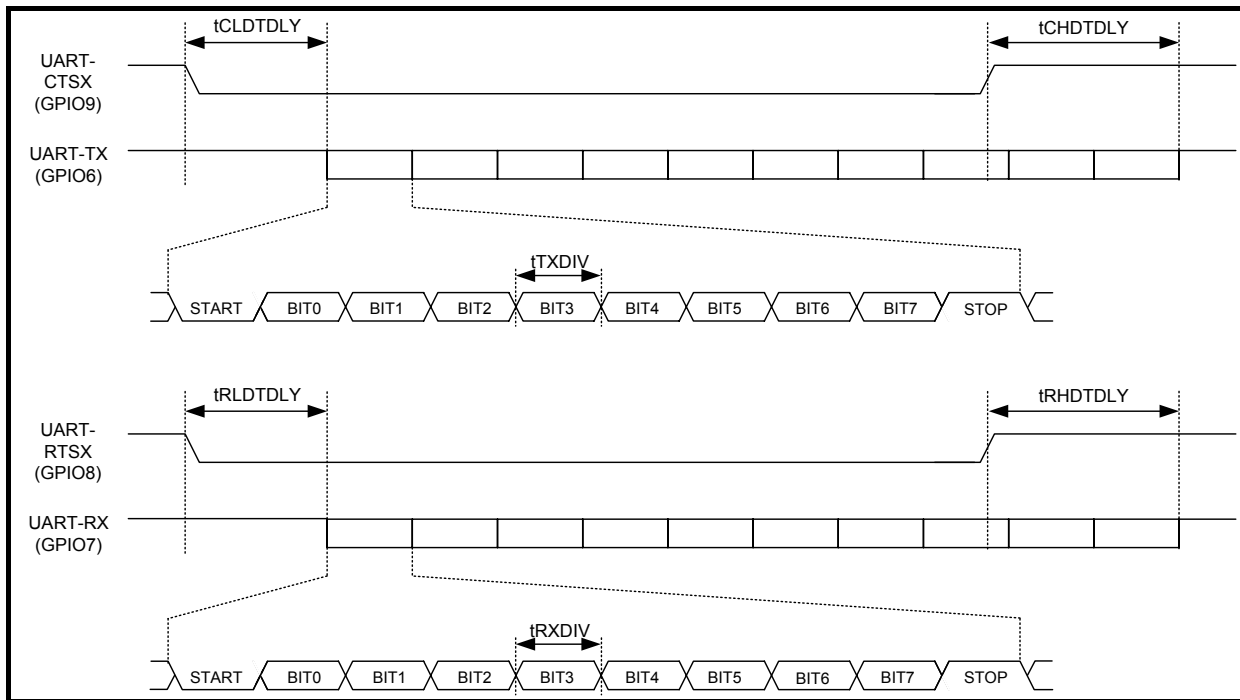 tCLDTDLY
tCHDTDLY
UART-
CTSX
(GPIO9)
UART-TX
(GPIO6)
tTXDIV
START BIT0 BIT1 BIT2 BIT3 BIT4 BIT5 BIT6 BIT7 STOP
tRLDTDLY
tRHDTDLY
UART-
RTSX
(GPIO8)
UART-RX
(GPIO7)
tRXDIV
START BIT0 BIT1 BIT2 BIT3 BIT4 BIT5 BIT6 BIT7 STOP